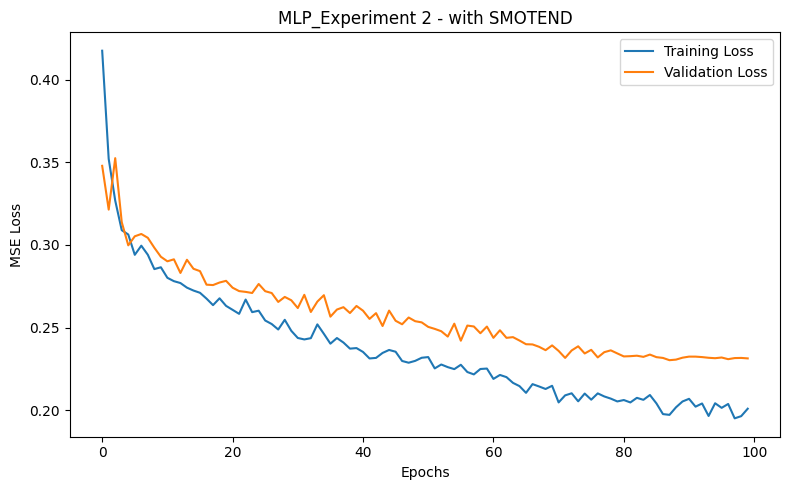 MLP_Experiment 2 - with SMOTEND
Training Loss
Validation Loss
0.40
0.35
0.30
0.25
0.20
MSE Loss
0
20
40
60
80
100
Epochs